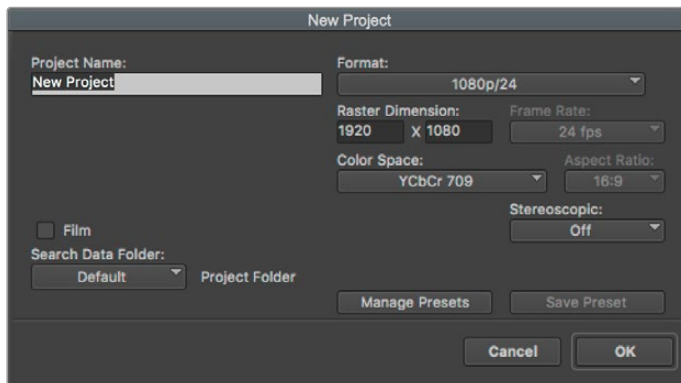 New Project
Project Name:
New Project
Format:
1080p/24
Raster Dimension:
Frame Rate:
1920 X 1080
24 fps
Color Space:
Aspect Ratio:
YCbCr 709
16:9
Stereoscopic:
Off
Film
Search Data Folder:
Default
Project Folder
Manage Presets
Save Preset
Cancel
OK